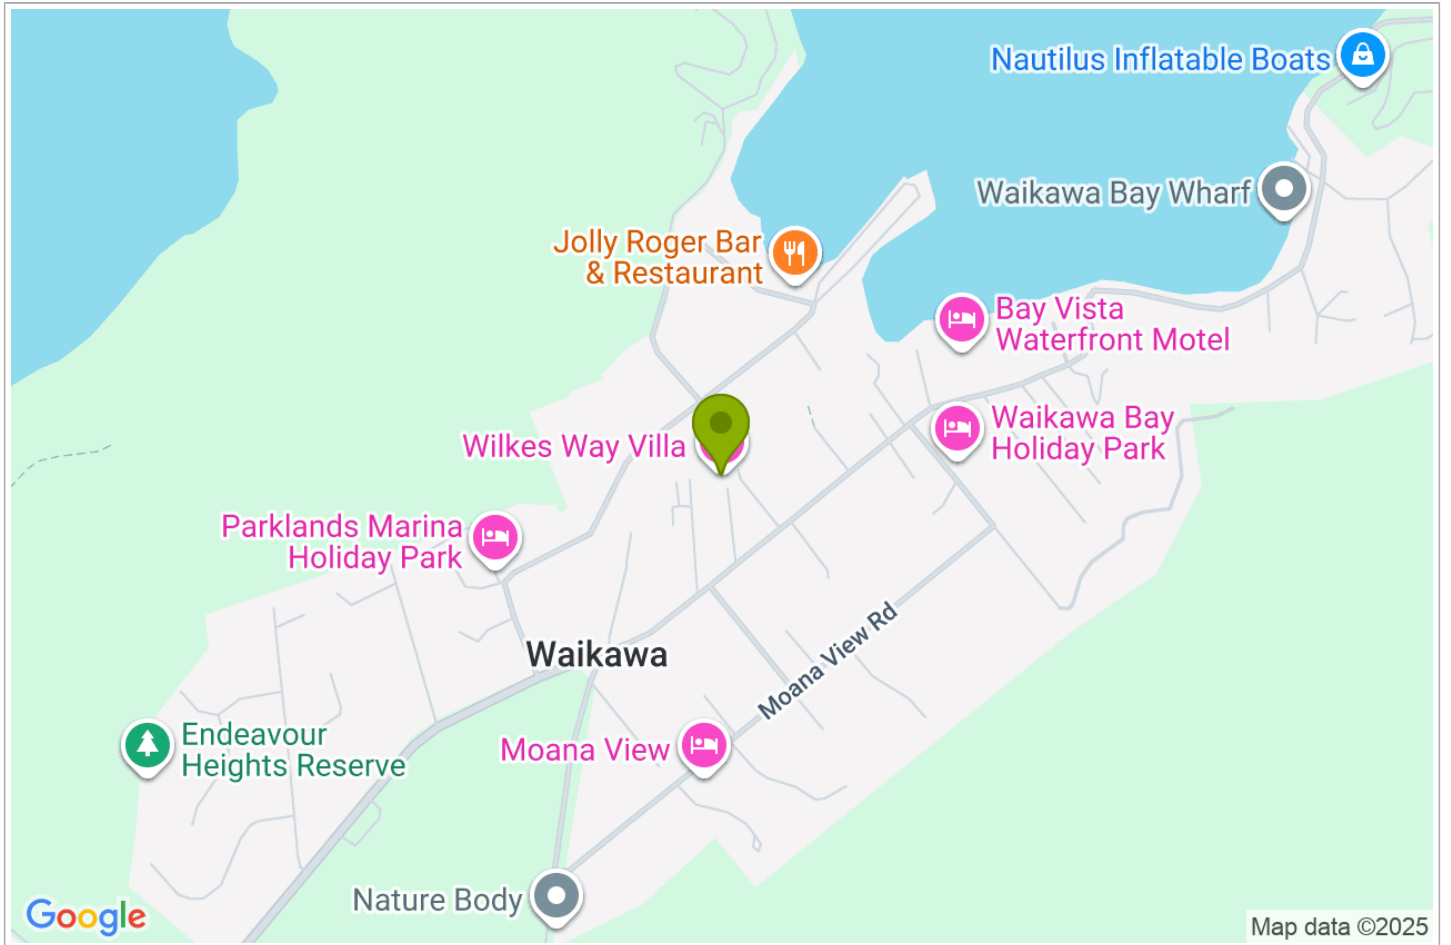 Nautilus Inflatable Boats
Waikawa Bay Wharf
Jolly Roger Bar
& Restaurant
Bay Vista
Waterfront Motel
Waikawa Bay
Holiday Park
Wilkes Way Villa
Parklands Marina
Holiday Park
Moana View Rd
Waikawa
Endeavour
Heights Reserve
Moana View
Nature Body
Google
Map data ©2025